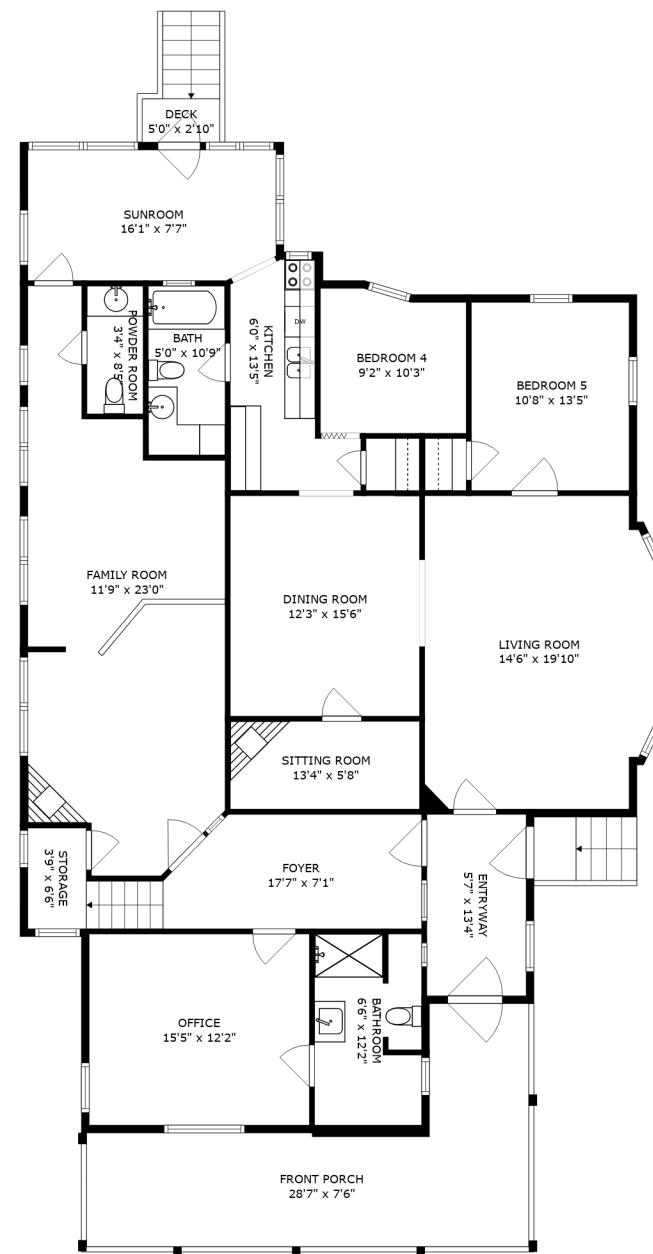 DECK
5'0" x 2'10"
SUNROOM
16'1" x 7'7"
POWDER ROOM
3'4" x 8'5"
BATH
5'0" x 10'9"
KITCHEN
6'0" x 13'5"
DW
BEDROOM 4
9'2" x 10'3"
BEDROOM 5
10'8" x 13'5"
FAMILY ROOM
11'9" x 23'0"
DINING ROOM
12'3" x 15'6"
LIVING ROOM
14'6" x 19'10"
SITTING ROOM
13'4" x 5'8"
STORAGE
3'9" x 6'6"
FOYER
17'7" x 7'1"
ENTRYWAY
5'7" x 13'4"
OFFICE
15'5" x 12'2"
BATHROOM
6'6" x 12'2"
FRONT PORCH
28'7" x 7'6"